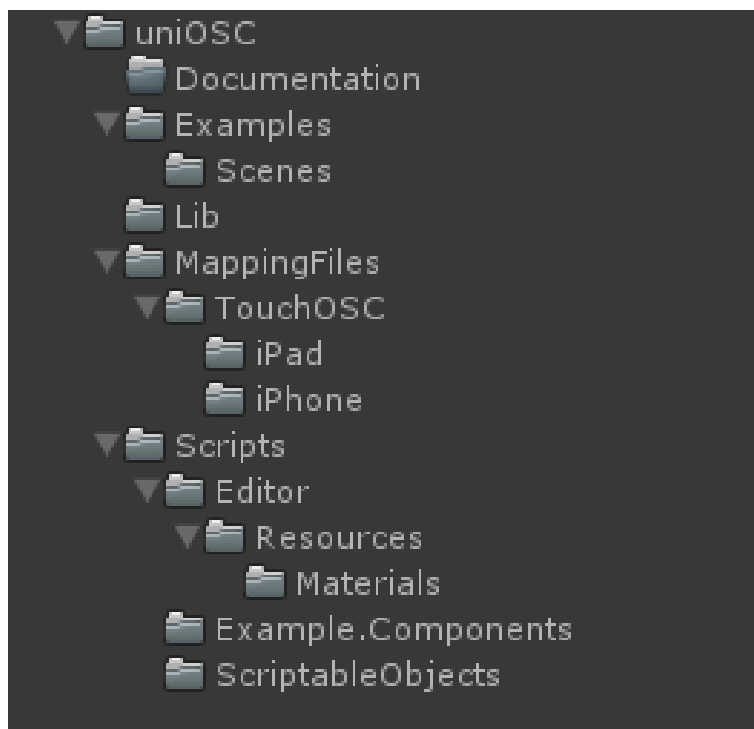 uniOSC
Documentation
Examples
Scenes
Lib
MappingFiles
TouchOSC
iPad
iPhone
Scripts
Editor
Resources
Materials
Example.Components
ScriptableObjects